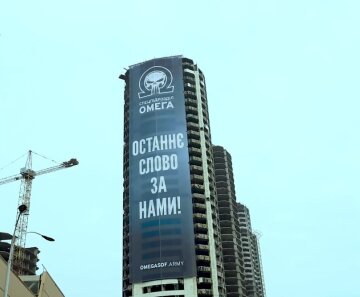 СПЕЦПІДРОЗДІЛ
ОМЕГА
ОСТАННЄ
СЛОВО
ЗА
НАМИ!
OMEGASOF.ARMY